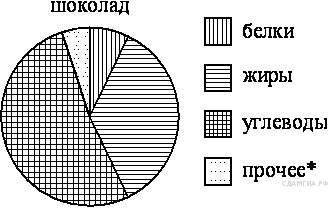 шоколад
белки
жиры
углеводы
прочее*
СДАМГИА.РФ